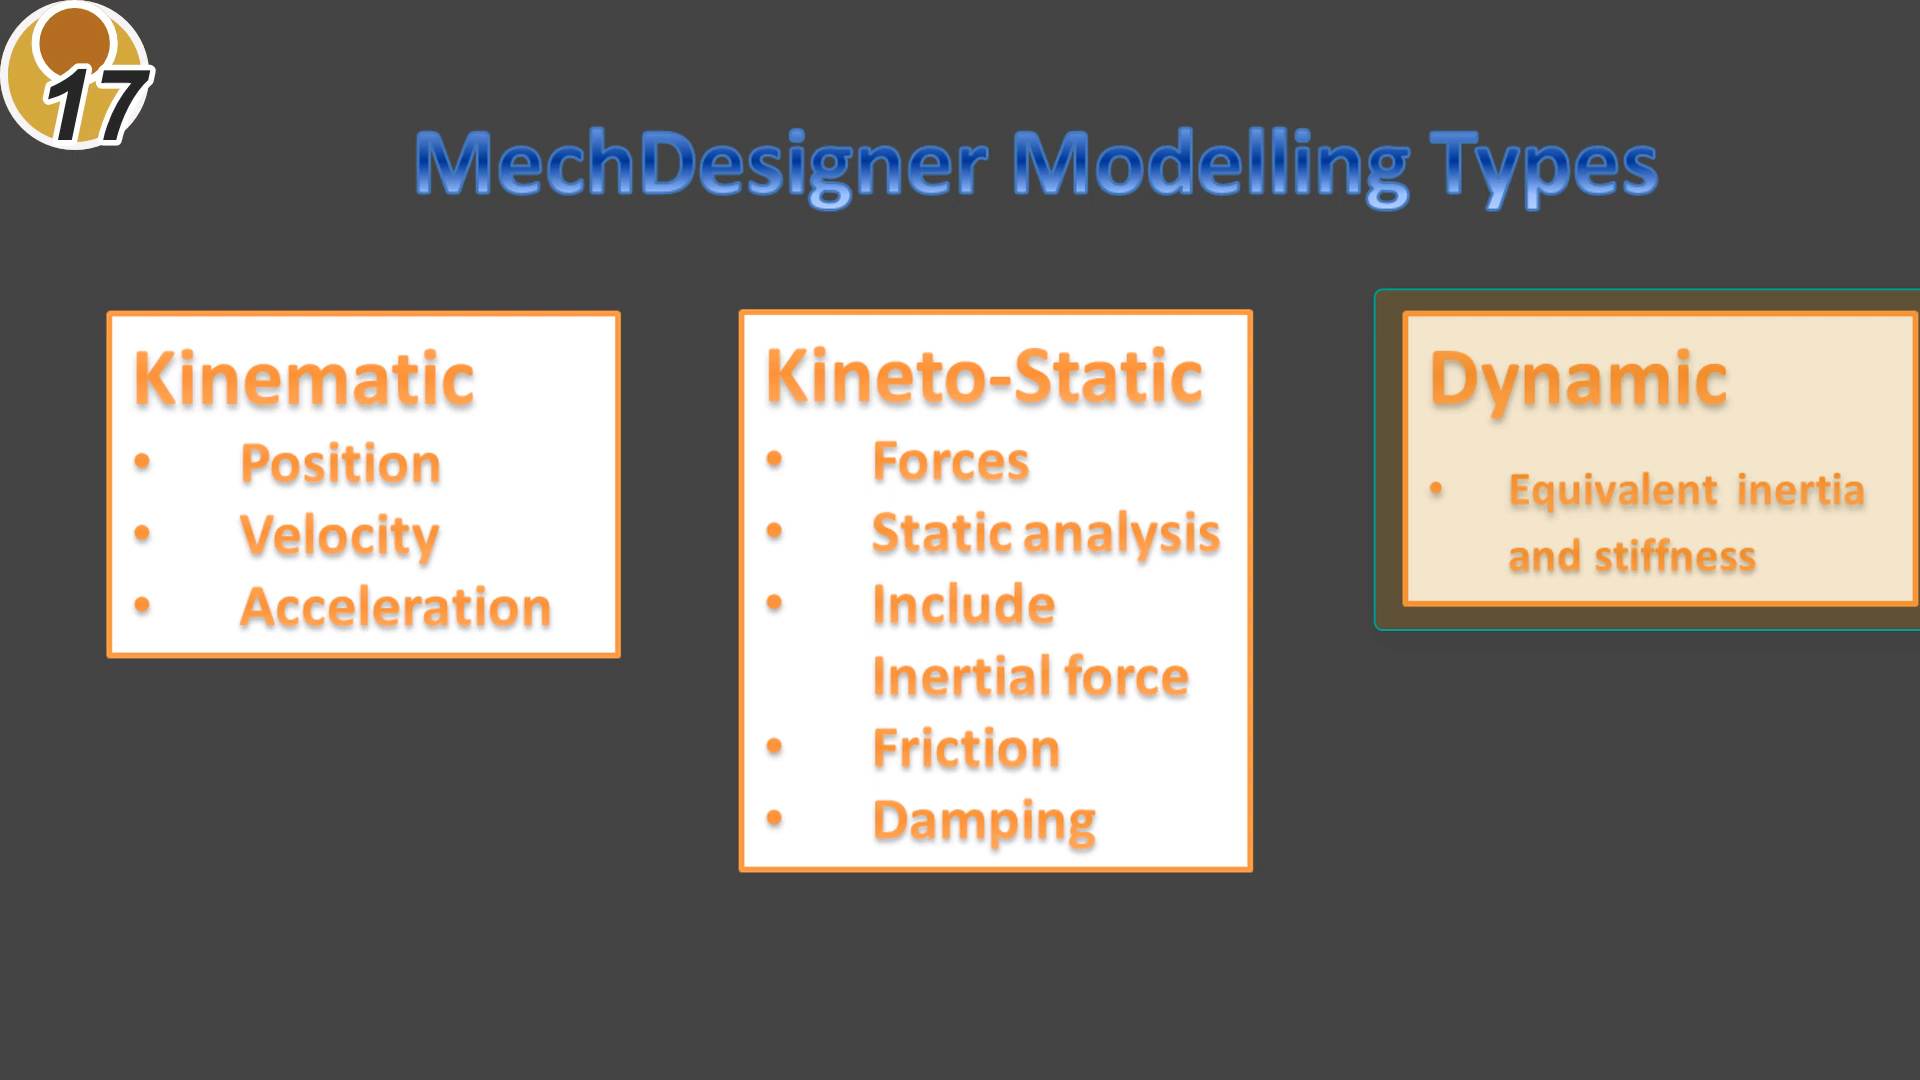 17
MechDesigner Modelling Types
Kinematic
• Position
• Velocity
• Acceleration
Kineto-Static
• Forces
• Static analysis
• Include
Inertial force
• Friction
• Damping
Dynamic
• Equivalent inertia
and stiffness